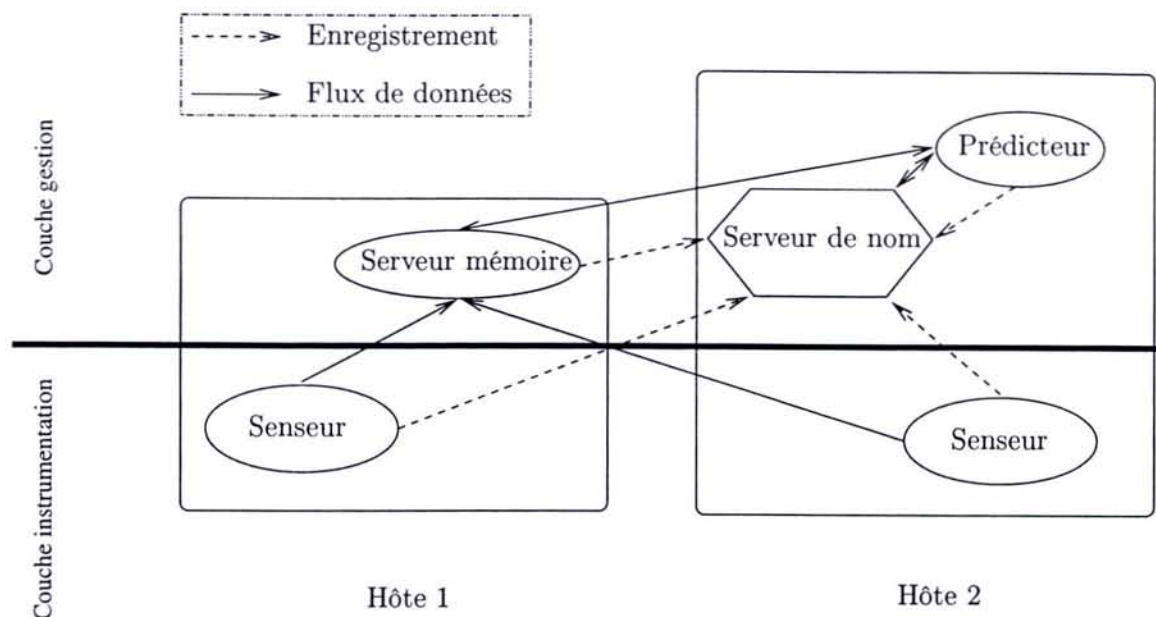 Enregistrement
Flux de données
Couche gestion
Prédicteur
Serveur de nom
Serveur mémoire
Couche instrumentation
Senseur
Senseur
Hôte 1
Hôte 2